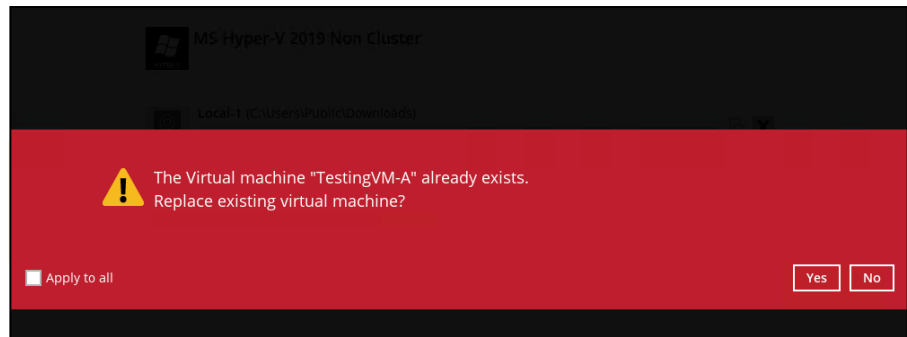 MS Hyper-V 2019 Non Cluster
Local-1 (C:\Users\Public\Downloads)
The Virtual machine "TestingVM-A" already exists.
Replace existing virtual machine?
Apply to all
Yes
No